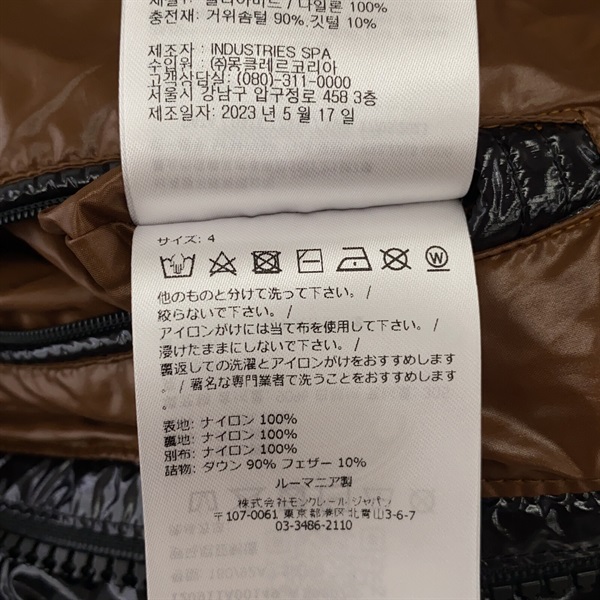 충전재: 거위솜털 90%.깃털 10%
제조자 : INDUSTRIES SPA
수입원 : ㈜몽클레르코리아
고객상담실: (080)-311-0000
서울시 강남구 압구정로 458 3층
제조일자: 2023 년 5 월 17 일
サイズ: 4
W
他のものと分けて洗って下さい。/
絞らないで下さい。/
アイロンがけには当て布を使用して下さい。/
浸けたままにしないで下さい。/
裏返しての洗濯とアイロンがけをおすすめします
。/ 著名な専門業者で洗うことをおすすめします
.
表地: ナイロン 100%
裏地: ナイロン 100%
別布: ナイロン 100%
詰物: ダウン 90% フェザー 10%
ルーマニア製
株式会社モンクレール ジャパン
〒107-0061 東京都港区北青山3-6-7
03-3486-2110